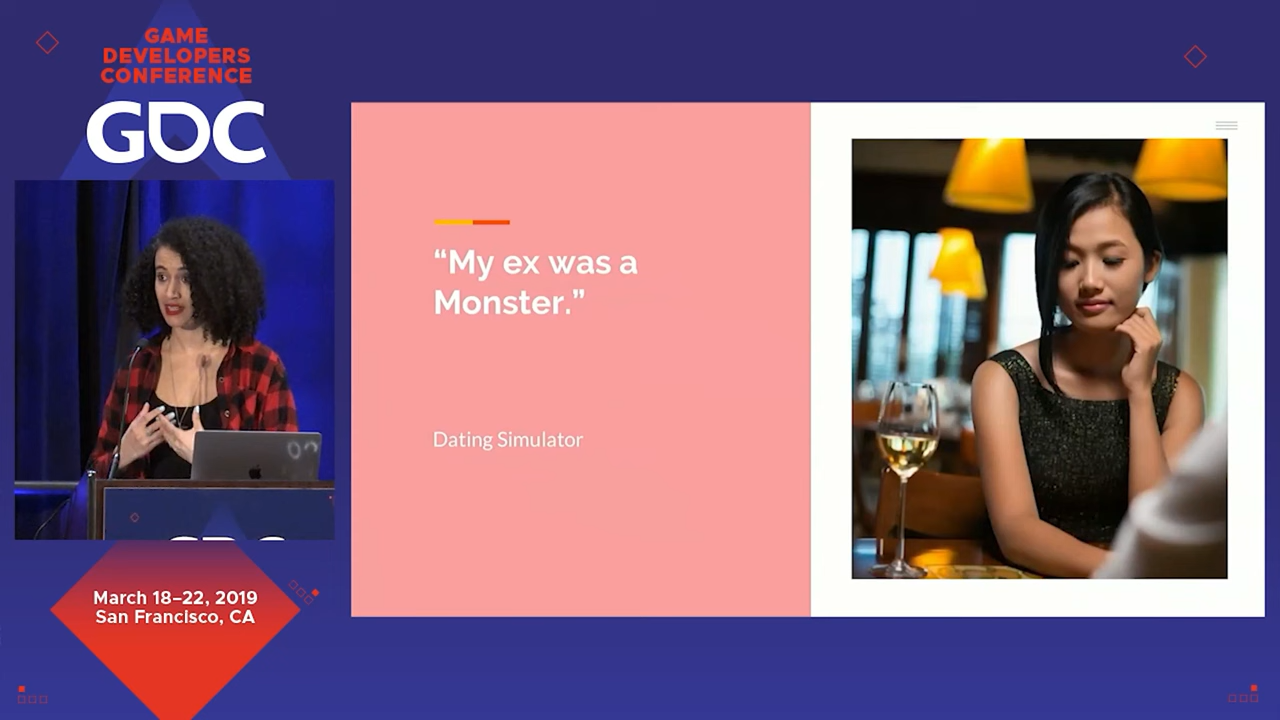 GAME
DEVELOPERS
CONFERENCE
GDC
"My ex was a
Monster."
Dating Simulator
March 18–22, 2019
San Francisco, CA